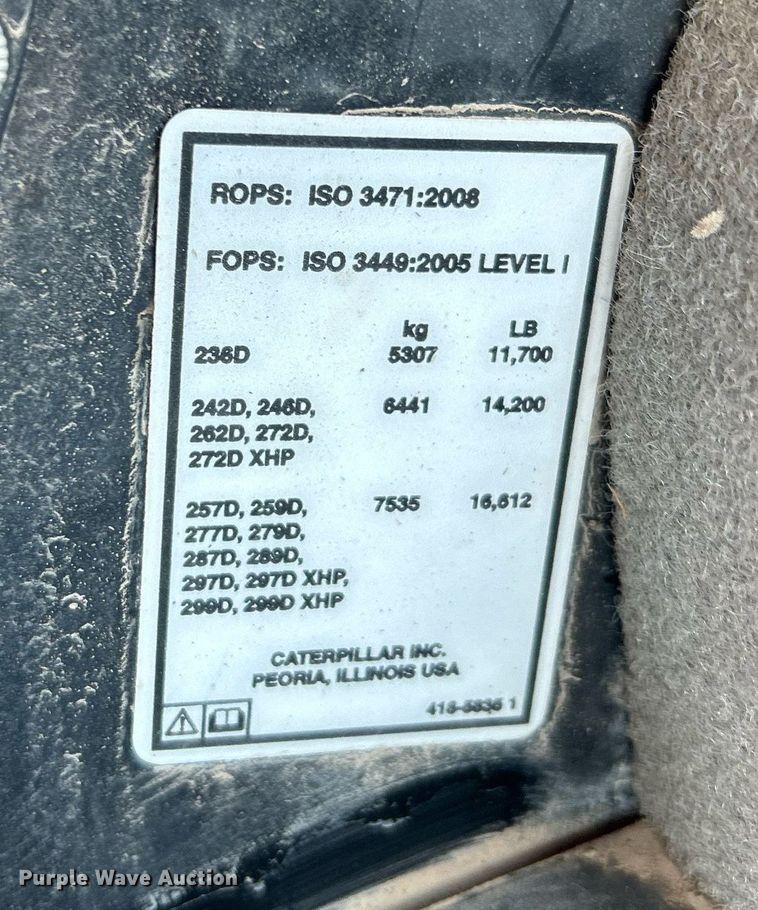 ROPS: ISO 3471:2008
FOPS: ISO 3449:2005 LEVEL I
kg LB
236D 5307 11,700
242D, 246D, 6441 14,200
262D, 272D,
272D XHP
257D, 259D, 7535 16,612
277D, 279D,
287D, 289D,
297D, 297D XHP,
299D, 299D XHP
CATERPILLAR INC.
PEORIA, ILLINOIS USA
Purple Wave Auction